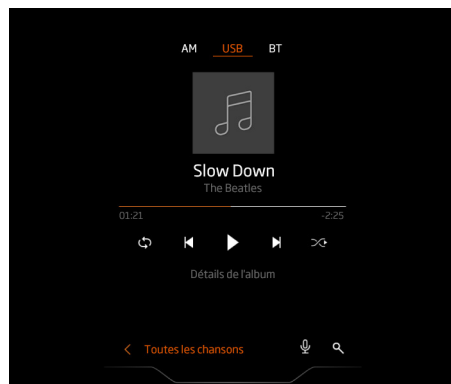 AM USB BT
Slow Down
The Beatles
01:21 -2:25
Détails de l'album
Toutes les chansons